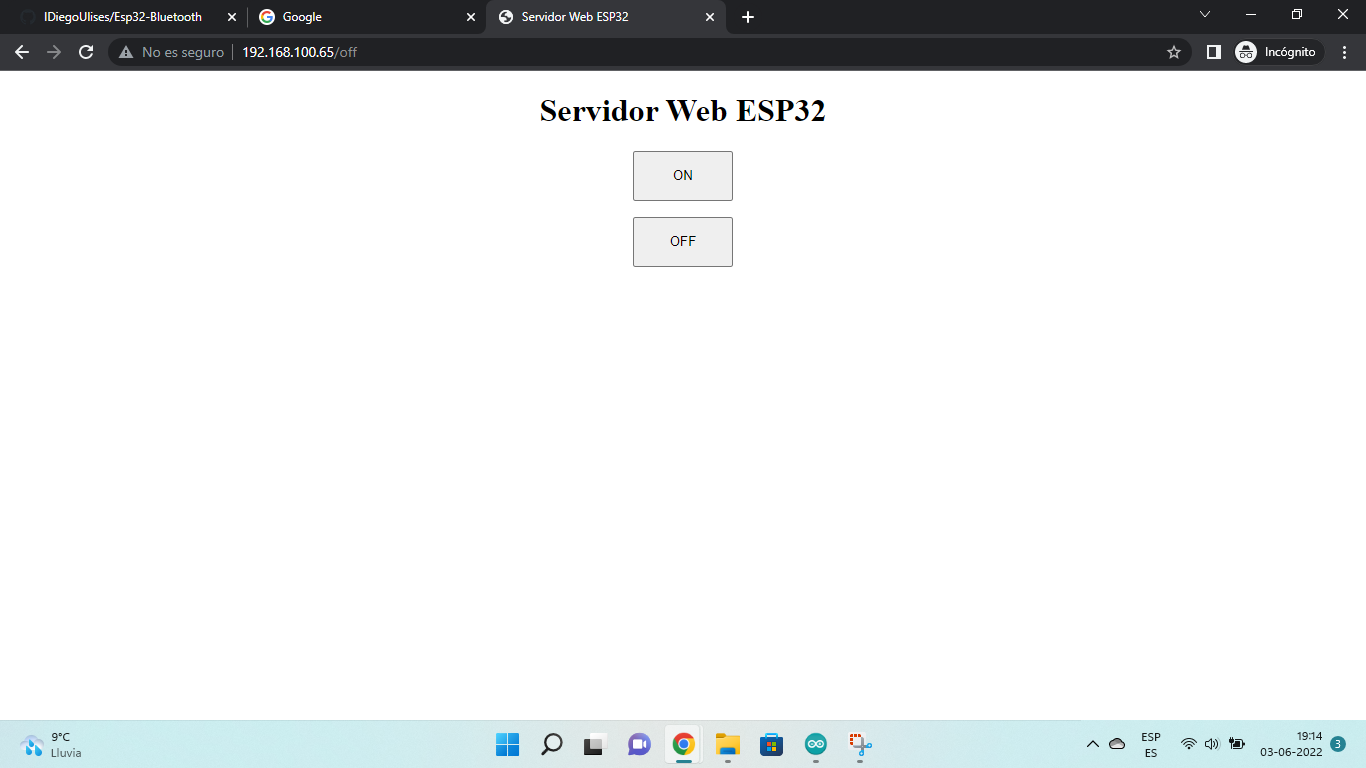 IDiegoUlises/Esp32-Bluetooth
Google
Servidor Web ESP32
No es seguro
192.168.100.65/off
Incógnito
Servidor Web ESP32
ON
OFF
9°C
Lluvia
ESP
ES
19:14
03-06-2022
3